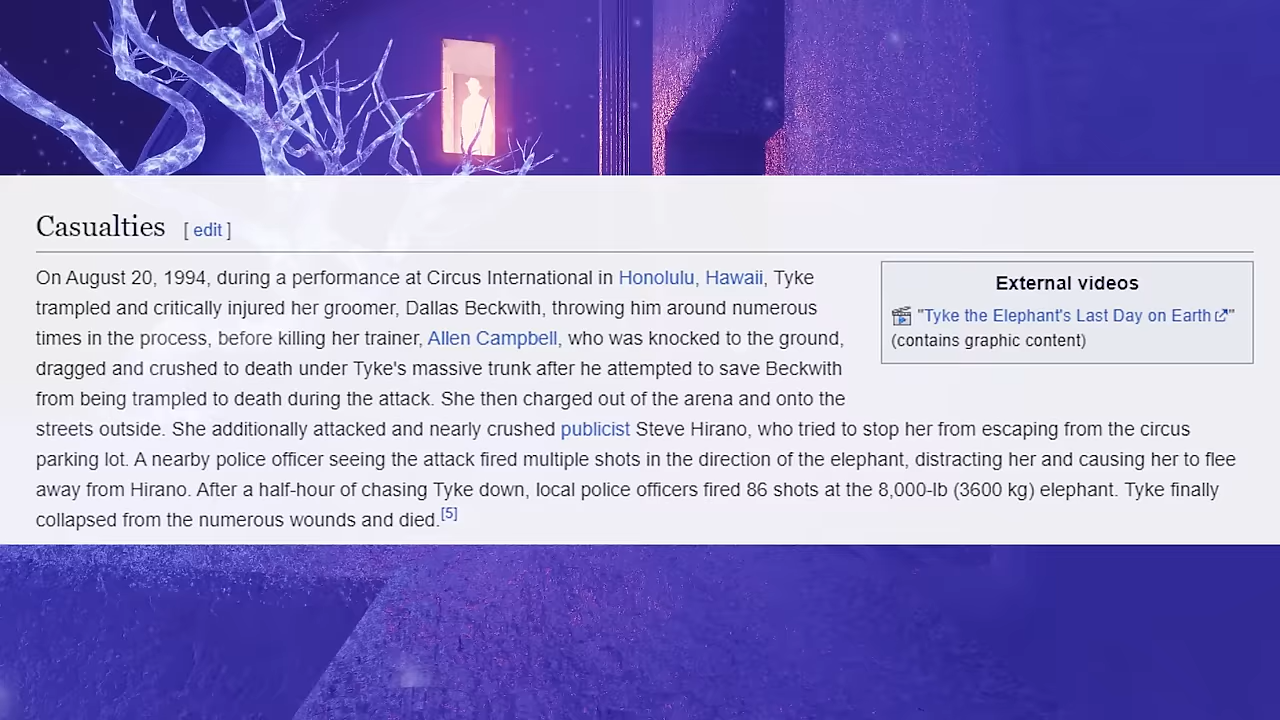 Casualties [ edit ]
On August 20, 1994, during a performance at Circus International in Honolulu, Hawaii, Tyke
trampled and critically injured her groomer, Dallas Beckwith, throwing him around numerous
times in the process, before killing her trainer, Allen Campbell, who was knocked to the ground,
dragged and crushed to death under Tyke's massive trunk after he attempted to save Beckwith
from being trampled to death during the attack. She then charged out of the arena and onto the
streets outside. She additionally attacked and nearly crushed publicist Steve Hirano, who tried to stop her from escaping from the circus
parking lot. A nearby police officer seeing the attack fired multiple shots in the direction of the elephant, distracting her and causing her to flee
away from Hirano. After a half-hour of chasing Tyke down, local police officers fired 86 shots at the 8,000-lb (3600 kg) elephant. Tyke finally
collapsed from the numerous wounds and died.[5]
External videos
"Tyke the Elephant's Last Day on Earth"
(contains graphic content)